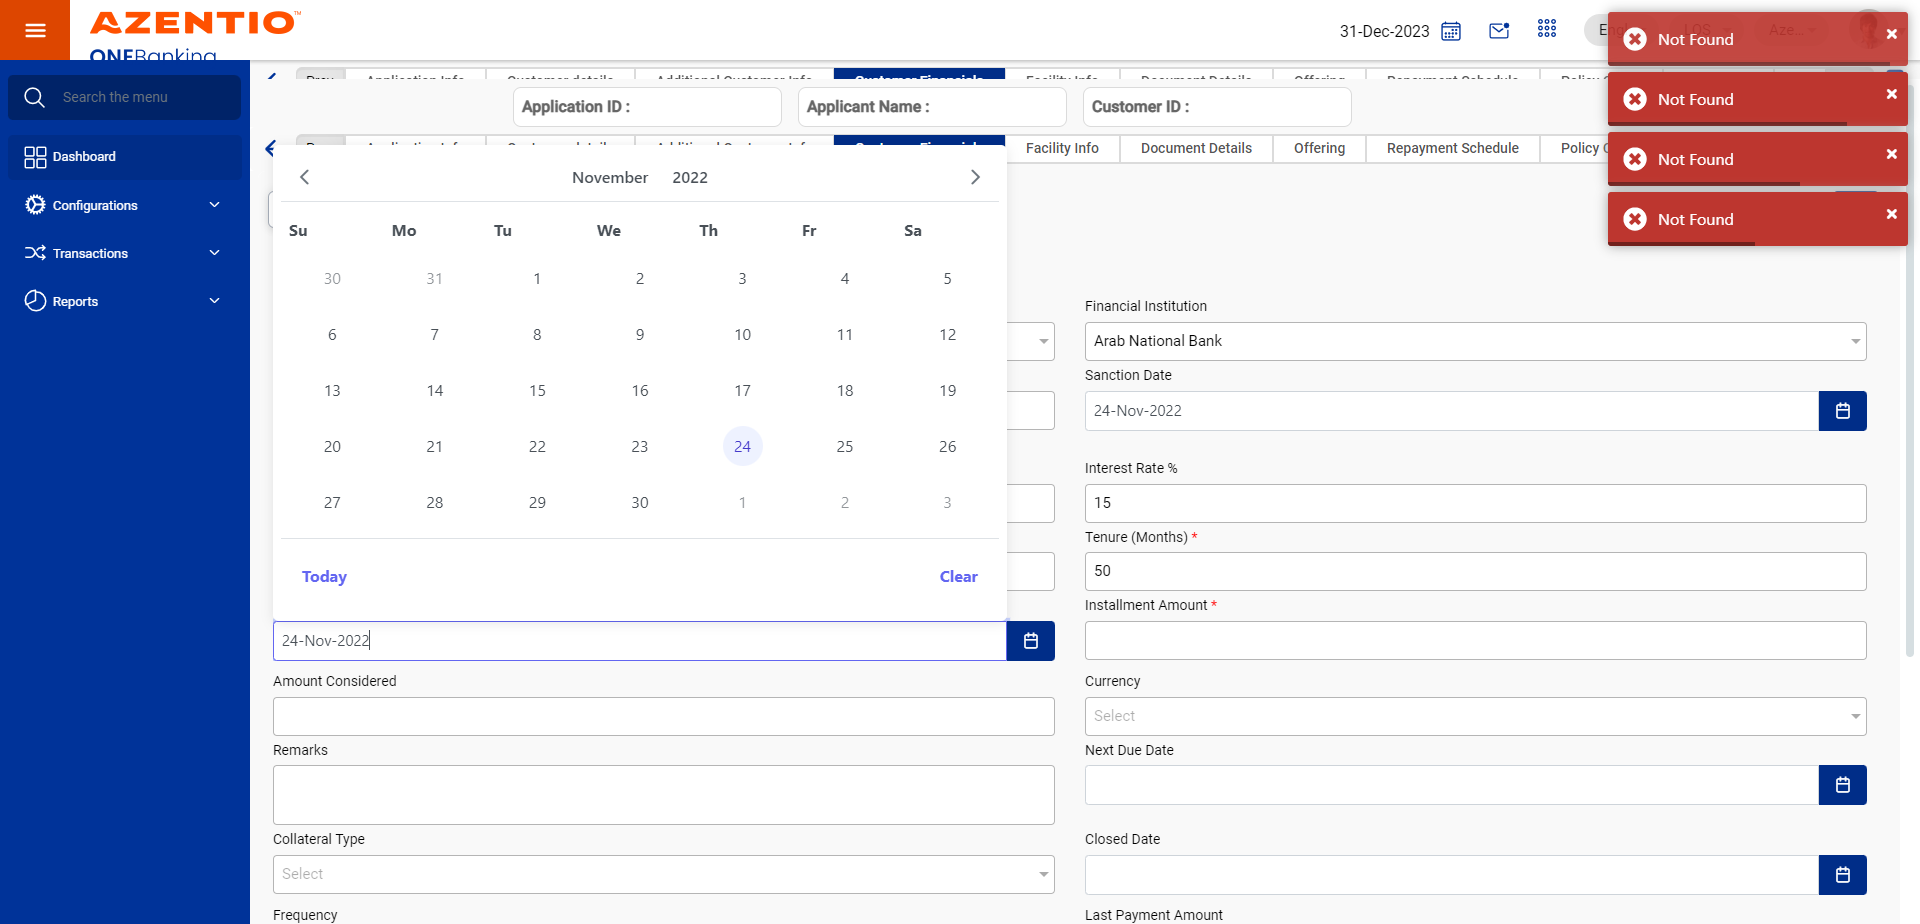 AZENTIO™
ONEBanking
31-Dec-2023
Not Found
Not Found
Not Found
Not Found
Search the menu
Dashboard
Configurations
Transactions
Reports
Customer Financials
Application ID :
Applicant Name :
Customer ID :
Facility Info
Document Details
Offering
Repayment Schedule
Policy
November 2022
Su Mo Tu We Th Fr Sa
30 31 1 2 3 4 5
6 7 8 9 10 11 12
13 14 15 16 17 18 19
20 21 22 23 24 25 26
27 28 29 30 1 2 3
Today
Clear
24-Nov-2022
Financial Institution
Arab National Bank
Sanction Date
24-Nov-2022
Interest Rate %
15
Tenure (Months) *
50
Installment Amount *
Amount Considered
Currency
Select
Remarks
Next Due Date
Collateral Type
Select
Closed Date
Frequency
Last Payment Amount